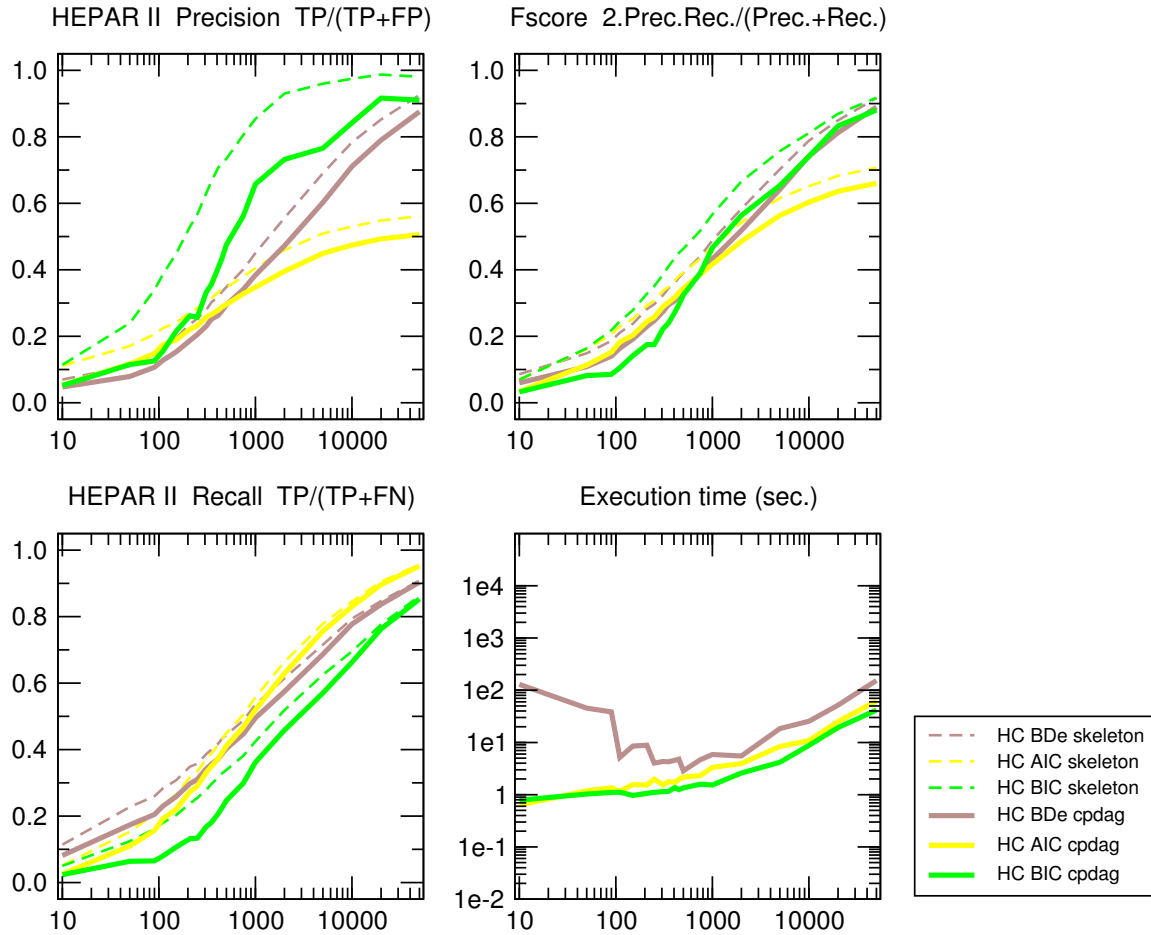 HEPAR II Precision TP/(TP+FP)
1.0
0.8
0.6
0.4
0.2
0.0
10 100 1000 10000
Fscore 2.Prec.Rec./(Prec.+Rec.)
1.0
0.8
0.6
0.4
0.2
0.0
10 100 1000 10000
HEPAR II Recall TP/(TP+FN)
1.0
0.8
0.6
0.4
0.2
0.0
10 100 1000 10000
Execution time (sec.)
1e4
1e3
1e2
1e1
1
1e-1
1e-2
10 100 1000 10000
HC BDe skeleton
HC AIC skeleton
HC BIC skeleton
HC BDe cpdag
HC AIC cpdag
HC BIC cpdag